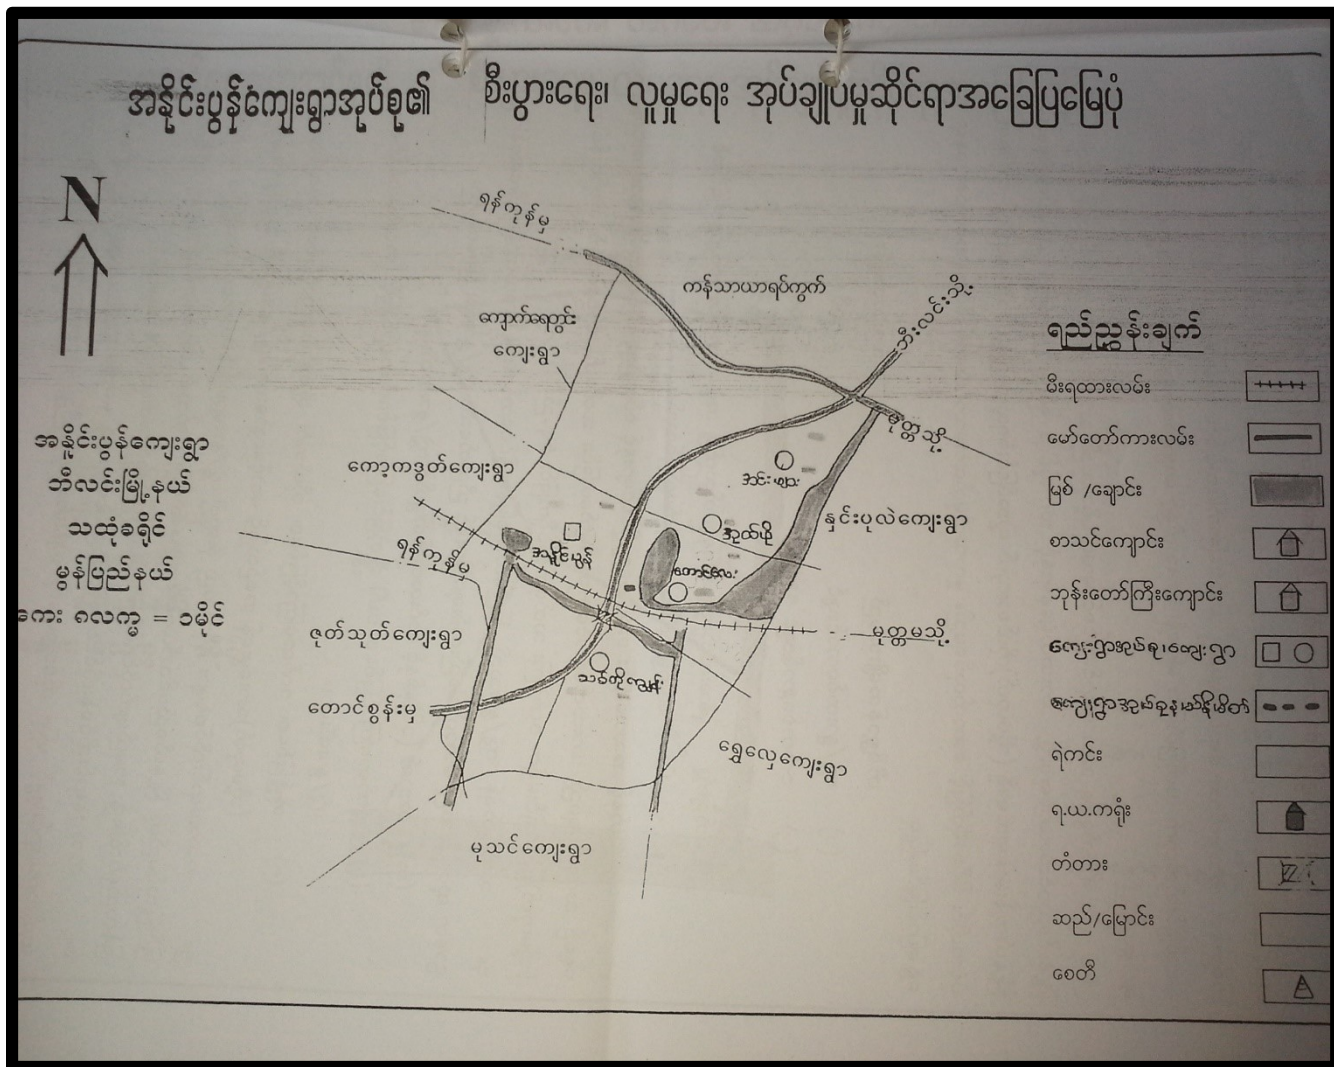 အနိုင်းပွန်ကျေးရွာအုပ်စု၏ စီးပွားရေး၊ လူမှုရေး အုပ်ချုပ်မှုဆိုင်ရာအခြေပြမြေပုံ
N
ရန်ကုန်မှ
ကန်သာယာရပ်ကွက်
ဘီးလင်းသို့
ကျောက်ရေတွင်း
ကျေးရွာ
မုတ္တသို့
ကော့ကဒွတ်ကျေးရွာ
နှင်းပုလဲကျေးရွာ
ရန်ကုန်မှ
ဇုတ်သုတ်ကျေးရွာ
မုတ္တမသို့
တောင်စွန်းမှ
ရွှေလှေကျေးရွာ
မုသင်ကျေးရွာ
အနိူင်းပွန်ကျေးရွာ
ဘီလင်းမြို့နယ်
သထုံခရိုင်
မွန်ပြည်နယ်
စကေး ၈လက္မ = ၁မိုင်
ရည်ညွှန်းချက်
မီးရထားလမ်း
မော်တော်ကားလမ်း
မြစ် /ချောင်း
စာသင်ကျောင်း
ဘုန်းတော်ကြီးကျောင်း
ကျေးရွာအုပ်စု၊ကျေးရွာ
ကျေးရွာအုပ်စုနယ်နိမိတ်
ရဲကင်း
ရ.ယ.ကရုံး
တံတား
ဆည်/မြောင်း
စေတီ